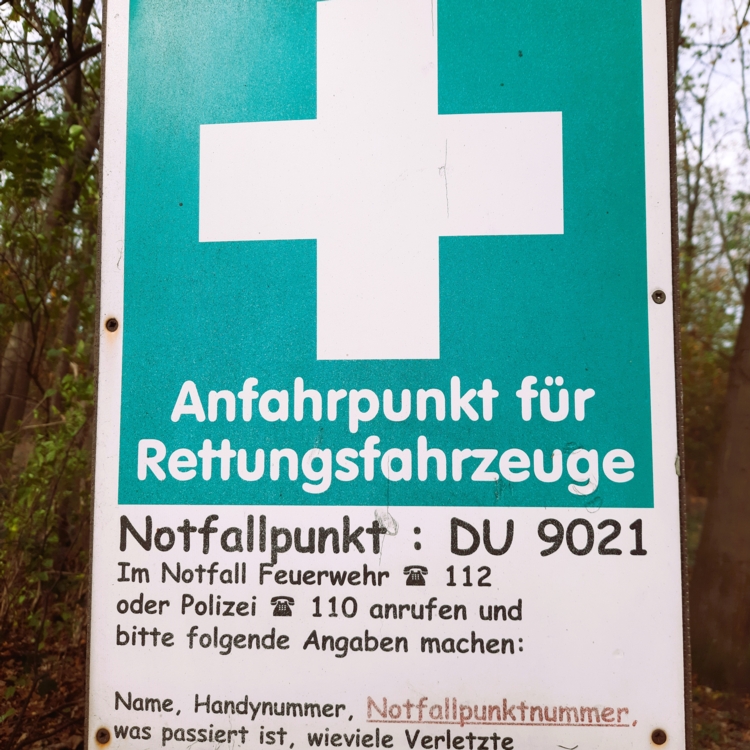 Anfahrpunkt für
Rettungsfahrzeuge
Notfallpunkt : DU 9021
Im Notfall Feuerwehr ☎ 112
oder Polizei ☎ 110 anrufen und
bitte folgende Angaben machen:
Name, Handynummer, Notfallpunktnummer,
was passiert ist, wieviele Verletzte